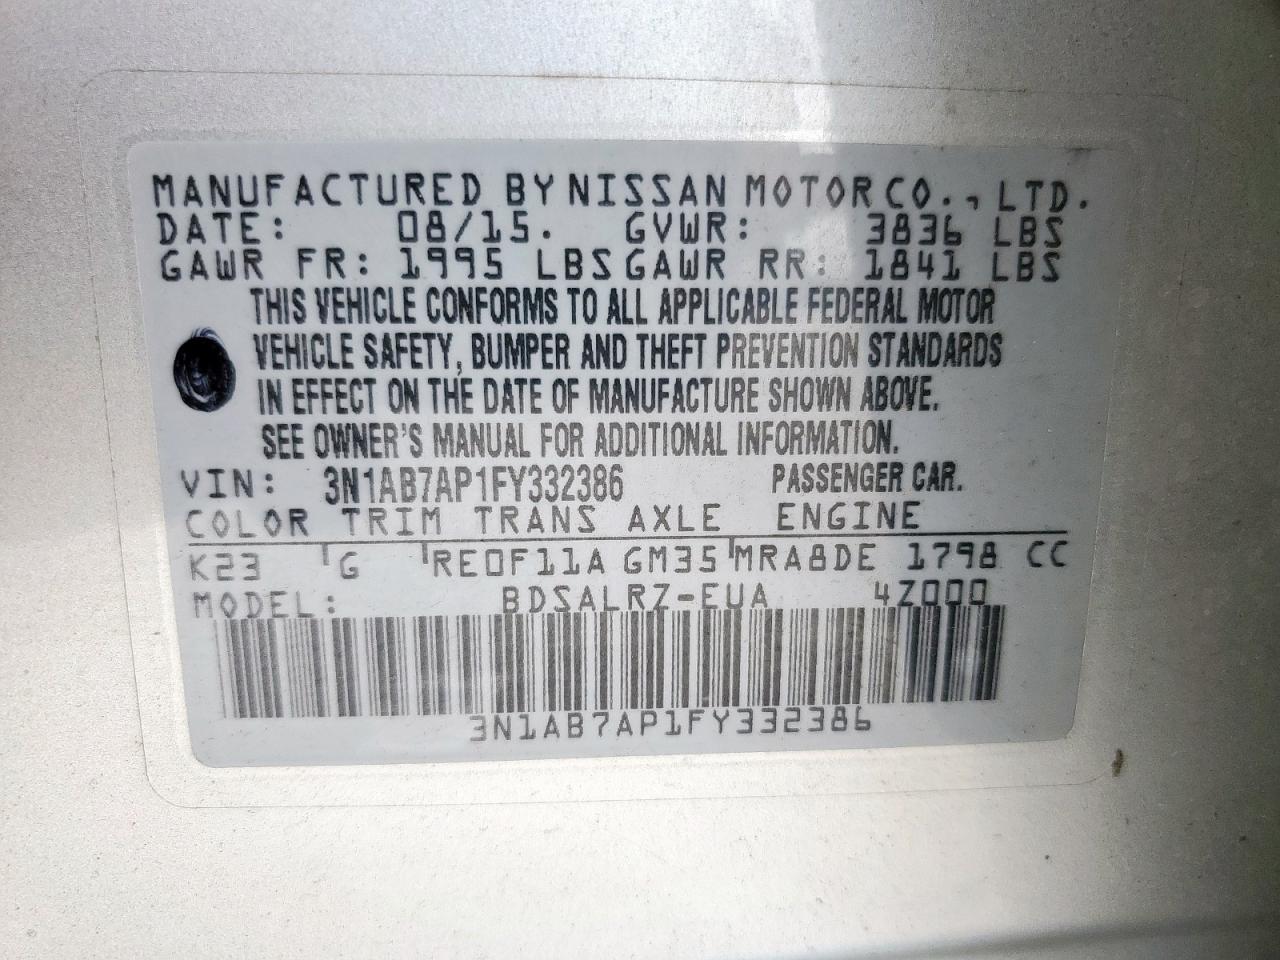 MANUFACTURED BY NISSAN MOTOR CO., LTD.
DATE: 08/15. GVWR: 3836 LBS
GAWR FR: 1995 LBS GAWR RR: 1841 LBS
THIS VEHICLE CONFORMS TO ALL APPLICABLE FEDERAL MOTOR
VEHICLE SAFETY, BUMPER AND THEFT PREVENTION STANDARDS
IN EFFECT ON THE DATE OF MANUFACTURE SHOWN ABOVE.
SEE OWNER'S MANUAL FOR ADDITIONAL INFORMATION.
VIN: 3N1AB7AP1FY332386 PASSENGER CAR.
COLOR TRIM TRANS AXLE ENGINE
K23 G RE0F11A GM35 MRA8DE 1798 CC
MODEL: BDSALRZ-EUA 4Z000
3N1AB7AP1FY332386